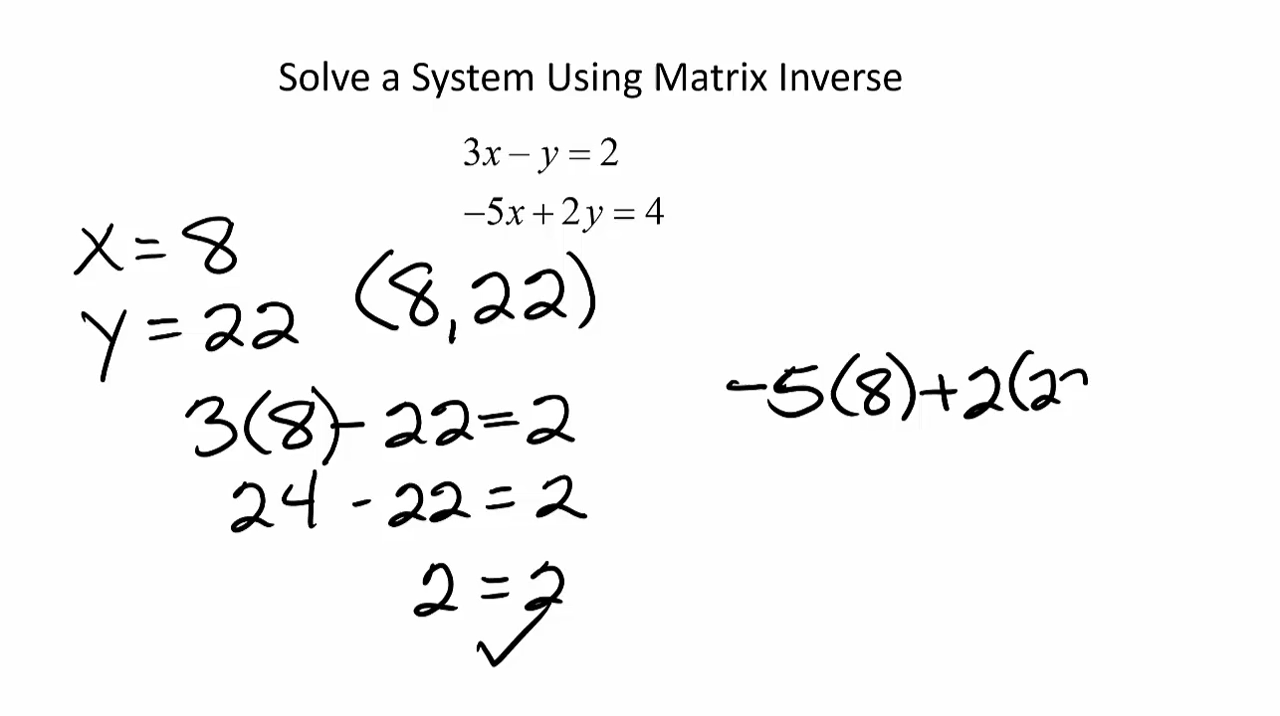 Solve a System Using Matrix Inverse
3x − y = 2
−5x + 2y = 4
x = 8
y = 22
(8, 22)
3(8) - 22 = 2
24 - 22 = 2
2 = 2
✓
-5(8) + 2(2